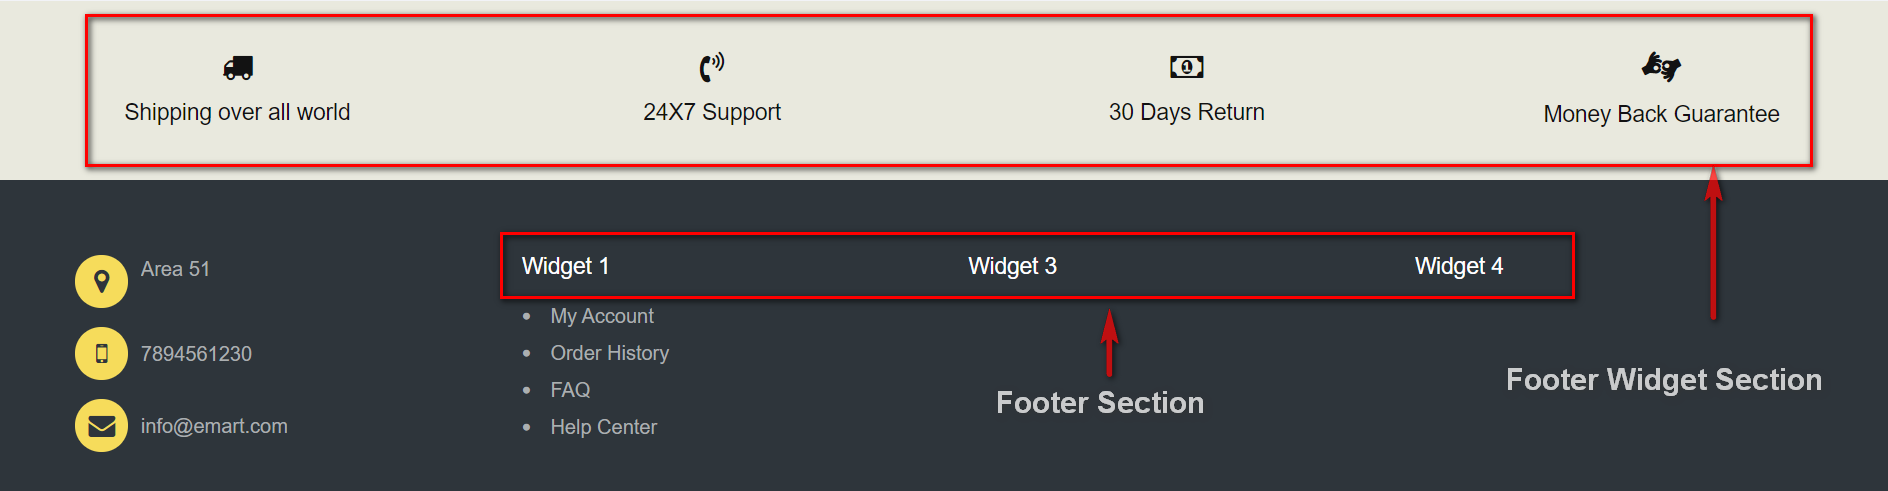 Shipping over all world
24X7 Support
1
30 Days Return
Money Back Guarantee
Area 51
7894561230
info@emart.com
Widget 1
My Account
Order History
FAQ
Help Center
Widget 3
Widget 4
Footer Section
Footer Widget Section